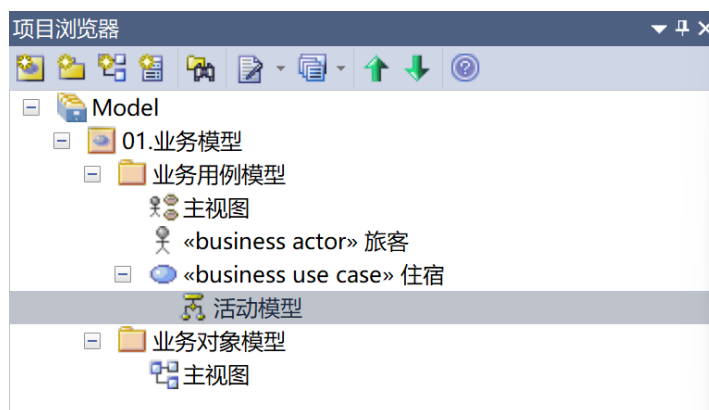 项目浏览器
Model
01.业务模型
业务用例模型
主视图
«business actor» 旅客
«business use case» 住宿
活动模型
业务对象模型
主视图